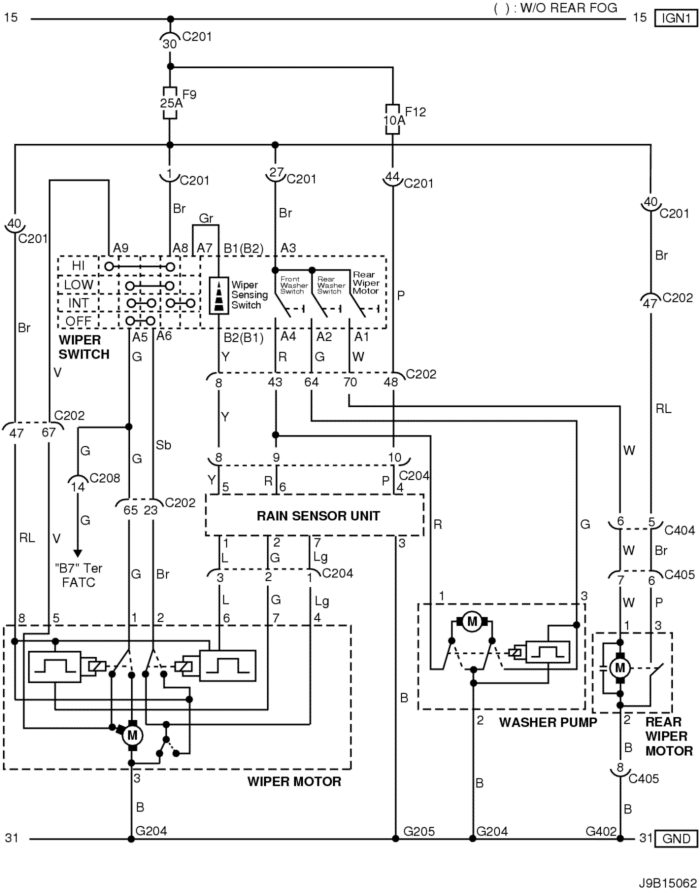 ( ) : W/O REAR FOG
15 15 IGN1
30 C201
F9
25A
F12
10A
1 C201
27 C201
44 C201
40 C201
40 C201
Br Br Gr Br
A9 A8 A7 B1(B2) A3
HI
LOW
INT
OFF
Wiper Sensing Switch
Front Washer Switch
Rear Washer Switch
Rear Wiper Motor
P
47 C202
WIPER SWITCH
A5 A6 B2(B1) A4 A2 A1
Br V G Y R G W
8 43 64 70 48 C202
RL
47 67 C202
G G Sb Y
14 C208
8 9 10 C204
W
Y R P
5 6 4
65 23 C202
RAIN SENSOR UNIT
R G
6 5 C404
RL V G
1 2 7 3
W Br
"B7" Ter
FATC
L G Lg
3 2 1 C204
7 6 C405
G Br L G Lg
W P
8 5 1 2 6 7 4
1 3
1 3
M
M
M
B
2
WASHER PUMP
2
REAR WIPER MOTOR
WIPER MOTOR
3
B
8 C405
B B B
31 G204 G205 G204 G402 31 GND
J9B15062